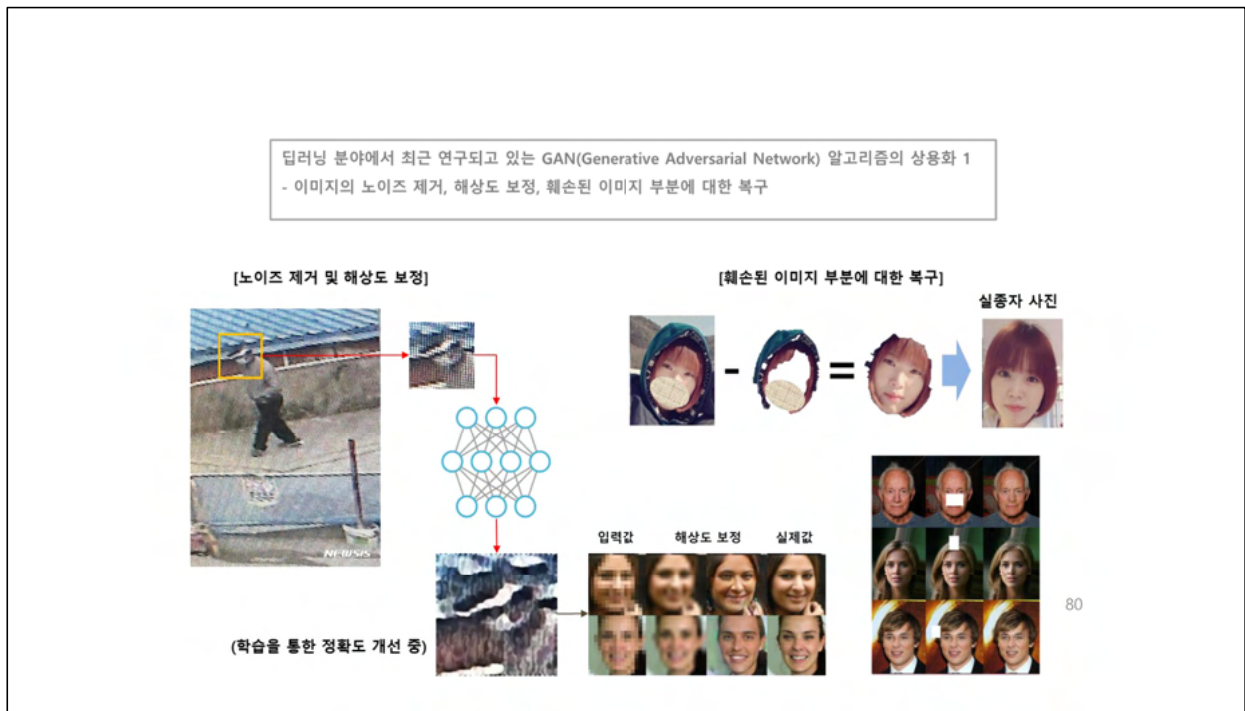 딥러닝 분야에서 최근 연구되고 있는 GAN(Generative Adversarial Network) 알고리즘의 상용화 1
- 이미지의 노이즈 제거, 해상도 보정, 훼손된 이미지 부분에 대한 복구
[노이즈 제거 및 해상도 보정]
[훼손된 이미지 부분에 대한 복구]
실종자 사진
NEWSIS
입력값
해상도 보정
실제값
(학습을 통한 정확도 개선 중)
80